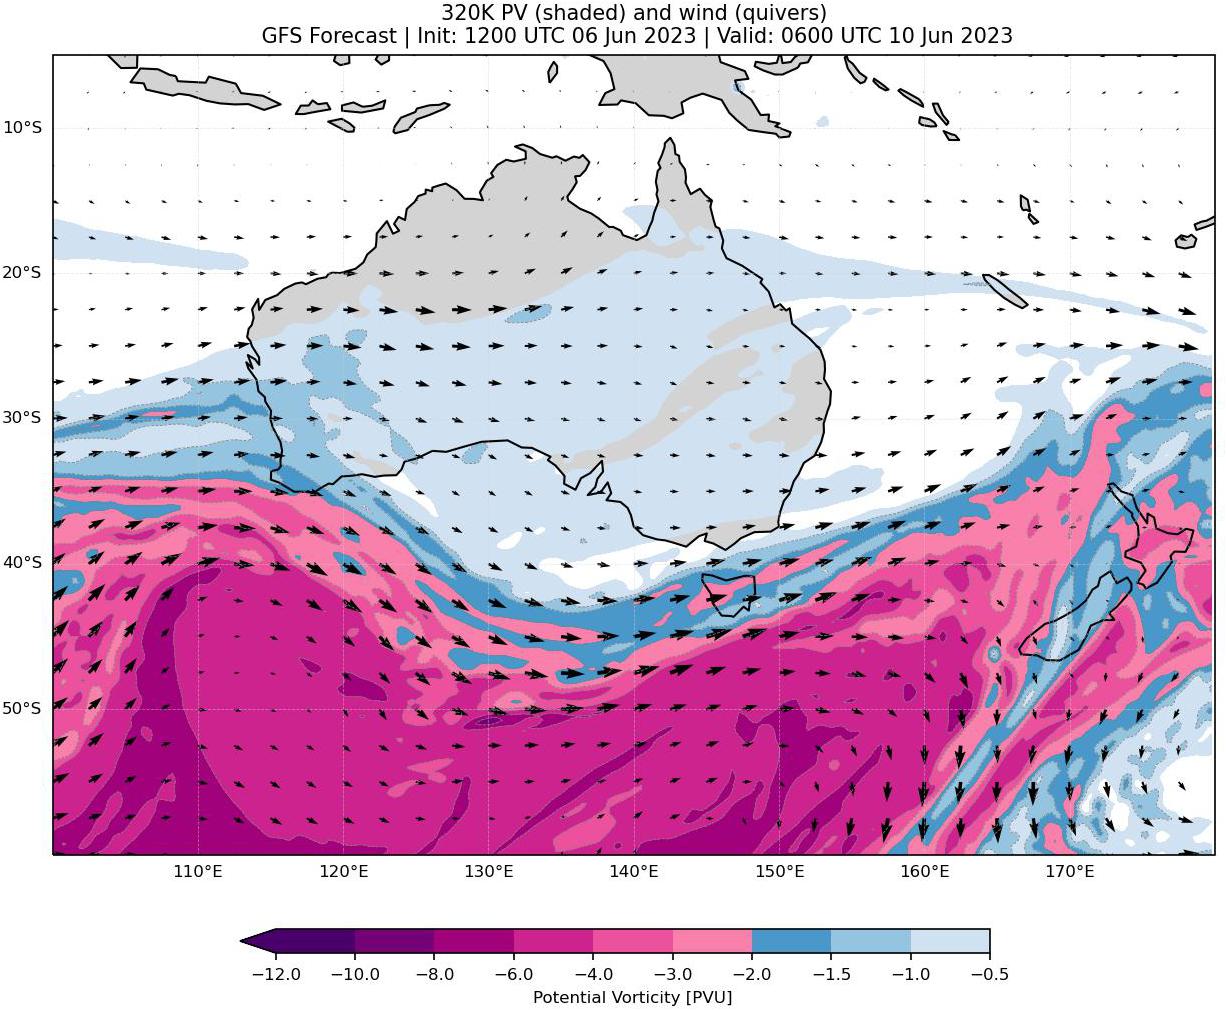 320K PV (shaded) and wind (quivers)
GFS Forecast | Init: 1200 UTC 06 Jun 2023 | Valid: 0600 UTC 10 Jun 2023
10°S
20°S
30°S
40°S
50°S
110°E 120°E 130°E 140°E 150°E 160°E 170°E
−12.0 −10.0 −8.0 −6.0 −4.0 −3.0 −2.0 −1.5 −1.0 −0.5
Potential Vorticity [PVU]